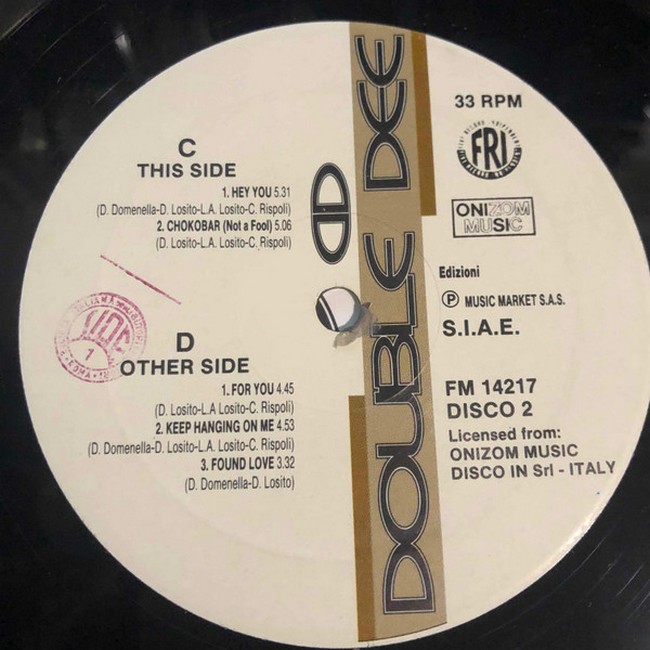 C
THIS SIDE
1. HEY YOU 5.31
(D. Domenella-D. Losito-L.A. Losito-C. Rispoli)
2. CHOKOBAR (Not a Fool) 5.06
(D. Losito-L.A. Losito-C. Rispoli)
D
OTHER SIDE
1. FOR YOU 4.45
(D. Losito-L.A Losito-C. Rispoli)
2. KEEP HANGING ON ME 4.53
(D. Domenella-D. Losito-L.A. Losito-C. Rispoli)
3. FOUND LOVE 3.32
(D. Domenella-D. Losito)
DD
DOUBLE DEE
33 RPM
FRI
ONIZOM
MUSIC
Edizioni
Ⓟ MUSIC MARKET S.A.S.
S.I.A.E.
FM 14217
DISCO 2
Licensed from:
ONIZOM MUSIC
DISCO IN Srl - ITALY